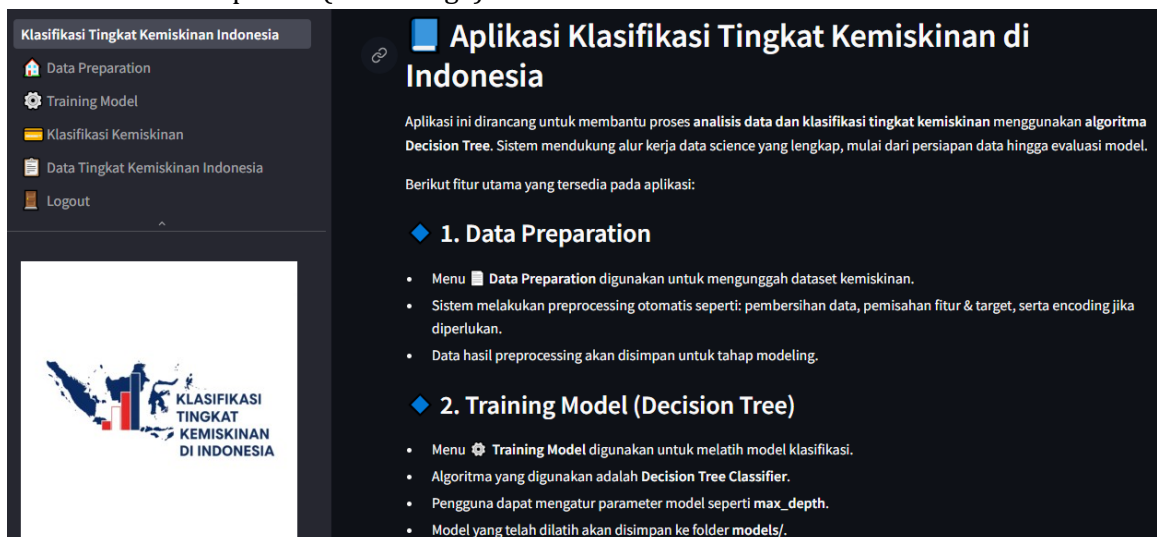 Klasifikasi Tingkat Kemiskinan Indonesia
Data Preparation
Training Model
Klasifikasi Kemiskinan
Data Tingkat Kemiskinan Indonesia
Logout
KLASIFIKASI
TINGKAT
KEMISKINAN
DI INDONESIA
Aplikasi Klasifikasi Tingkat Kemiskinan di
Indonesia
Aplikasi ini dirancang untuk membantu proses analisis data dan klasifikasi tingkat kemiskinan menggunakan algoritma
Decision Tree. Sistem mendukung alur kerja data science yang lengkap, mulai dari persiapan data hingga evaluasi model.
Berikut fitur utama yang tersedia pada aplikasi:
1. Data Preparation
• Menu Data Preparation digunakan untuk mengunggah dataset kemiskinan.
• Sistem melakukan preprocessing otomatis seperti: pembersihan data, pemisahan fitur & target, serta encoding jika
diperlukan.
• Data hasil preprocessing akan disimpan untuk tahap modeling.
2. Training Model (Decision Tree)
• Menu Training Model digunakan untuk melatih model klasifikasi.
• Algoritma yang digunakan adalah Decision Tree Classifier.
• Pengguna dapat mengatur parameter model seperti max_depth.
• Model yang telah dilatih akan disimpan ke folder models/.